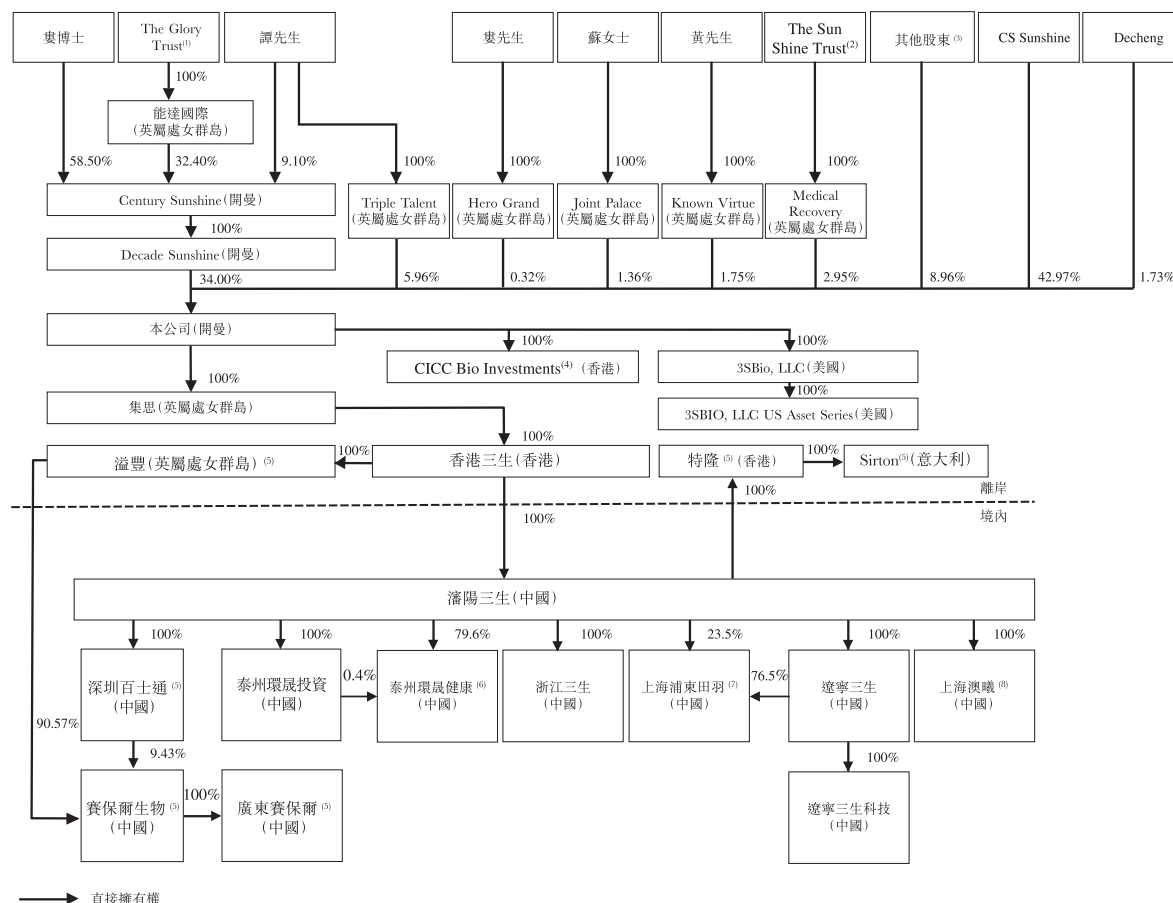 婁博士
The Glory
Trust(1)
譚先生
婁先生
蘇女士
黃先生
The Sun
Shine Trust(2)
其他股東(3)
CS Sunshine
Decheng
100%
能達國際
(英屬處女群島)
58.50%
32.40%
9.10%
100%
100%
100%
100%
100%
Century Sunshine(開曼)
Triple Talent
(英屬處女群島)
Hero Grand
(英屬處女群島)
Joint Palace
(英屬處女群島)
Known Virtue
(英屬處女群島)
Medical
Recovery
(英屬處女群島)
100%
Decade Sunshine(開曼)
34.00%
5.96%
0.32%
1.36%
1.75%
2.95%
8.96%
42.97%
1.73%
本公司(開曼)
100%
100%
CICC Bio Investments(4) (香港)
3SBio, LLC(美國)
100%
100%
集思(英屬處女群島)
3SBIO, LLC US Asset Series(美國)
100%
溢豐(英屬處女群島) (5)
100%
香港三生(香港)
特隆 (5) (香港)
100%
Sirton(5)(意大利)
100%
離岸
100%
境內
瀋陽三生(中國)
100%
100%
79.6%
100%
23.5%
100%
100%
深圳百士通 (5)
(中國)
泰州環晟投資
(中國)
0.4%
泰州環晟健康 (6)
(中國)
浙江三生
(中國)
上海浦東田羽 (7)
(中國)
76.5%
遼寧三生
(中國)
上海澳曦 (8)
(中國)
90.57%
9.43%
100%
賽保爾生物 (5)
(中國)
100%
廣東賽保爾 (5)
(中國)
遼寧三生科技
(中國)
直接擁有權